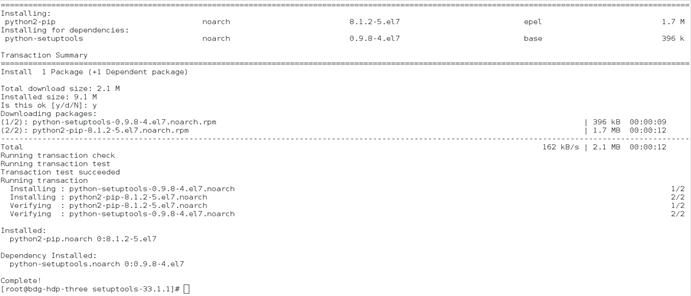 Installing:
python2-pip noarch 8.1.2-5.el7 epel 1.7 M
Installing for dependencies:
python-setuptools noarch 0.9.8-4.el7 base 396 k
Transaction Summary
Install 1 Package (+1 Dependent package)
Total download size: 2.1 M
Installed size: 9.1 M
Is this ok [y/d/N]: y
Downloading packages:
(1/2): python-setuptools-0.9.8-4.el7.noarch.rpm | 396 kB 00:00:09
(2/2): python2-pip-8.1.2-5.el7.noarch.rpm | 1.7 MB 00:00:12
Total 162 kB/s | 2.1 MB 00:00:12
Running transaction check
Running transaction test
Transaction test succeeded
Running transaction
Installing : python-setuptools-0.9.8-4.el7.noarch 1/2
Installing : python2-pip-8.1.2-5.el7.noarch 2/2
Verifying : python2-pip-8.1.2-5.el7.noarch 1/2
Verifying : python-setuptools-0.9.8-4.el7.noarch 2/2
Installed:
python2-pip.noarch 0:8.1.2-5.el7
Dependency Installed:
python-setuptools.noarch 0:0.9.8-4.el7
Complete!
[root@bdg-hdp-three setuptools-33.1.1]#